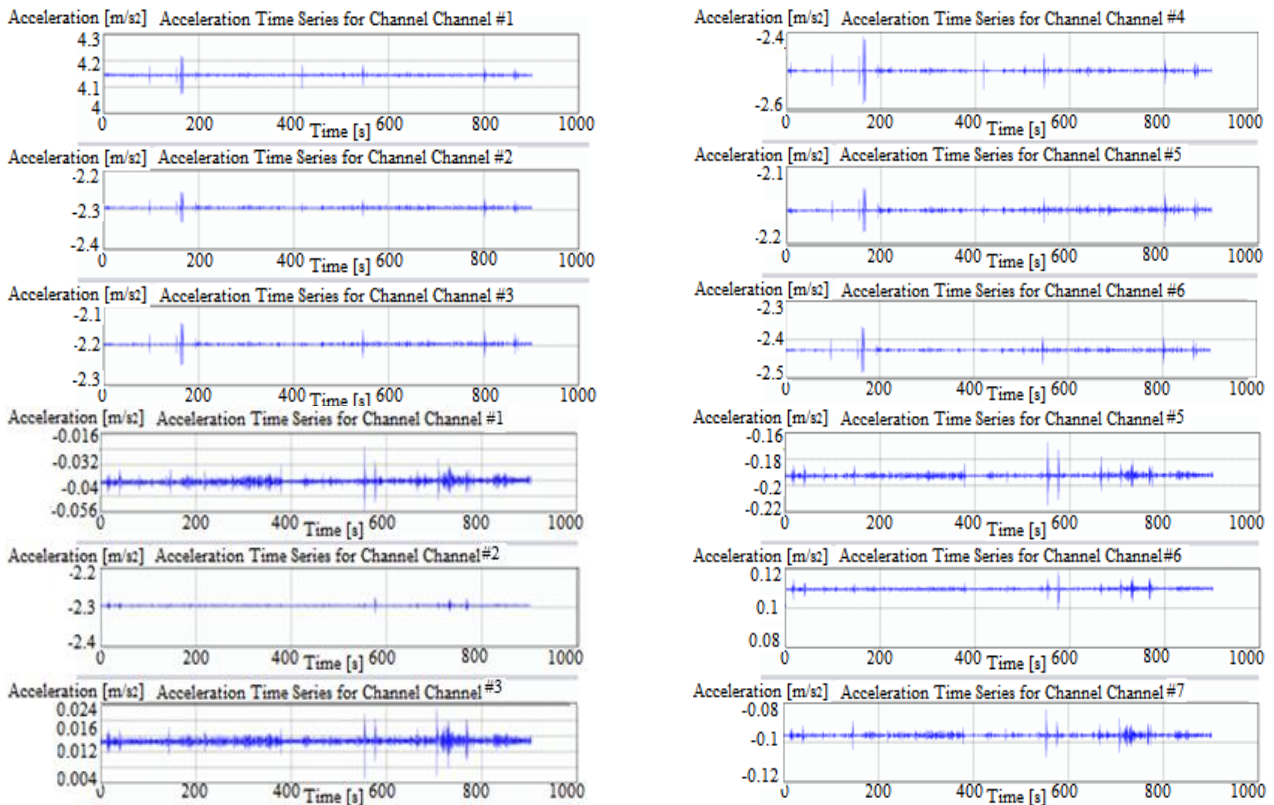 Acceleration [m/s2] Acceleration Time Series for Channel Channel #1
4.3
4.2
4.1
4
0 200 400 600 800 1000
Time [s]
Acceleration [m/s2] Acceleration Time Series for Channel Channel #2
-2.2
-2.3
-2.4
0 200 400 600 800 1000
Time [s]
Acceleration [m/s2] Acceleration Time Series for Channel Channel #3
-2.1
-2.2
-2.3
0 200 400 600 800 1000
Time [s]
Acceleration [m/s2] Acceleration Time Series for Channel Channel #1
-0.016
-0.032
-0.04
-0.056
0 200 400 600 800 1000
Time [s]
Acceleration [m/s2] Acceleration Time Series for Channel Channel #2
-2.2
-2.3
-2.4
0 200 400 600 800 1000
Time [s]
Acceleration [m/s2] Acceleration Time Series for Channel Channel #3
0.024
0.016
0.012
0.004
0 200 400 600 800 1000
Time [s]
Acceleration [m/s2] Acceleration Time Series for Channel Channel #4
-2.4
-2.6
0 200 400 600 800 1000
Time [s]
Acceleration [m/s2] Acceleration Time Series for Channel Channel #5
-2.1
-2.2
0 200 400 600 800 1000
Time [s]
Acceleration [m/s2] Acceleration Time Series for Channel Channel #6
-2.3
-2.4
-2.5
0 200 400 600 800 1000
Time [s]
Acceleration [m/s2] Acceleration Time Series for Channel Channel #5
-0.16
-0.18
-0.2
-0.22
0 200 400 600 800 1000
Time [s]
Acceleration [m/s2] Acceleration Time Series for Channel Channel #6
0.12
0.1
0.08
0 200 400 600 800 1000
Time [s]
Acceleration [m/s2] Acceleration Time Series for Channel Channel #7
-0.08
-0.1
-0.12
0 200 400 600 800 1000
Time [s]